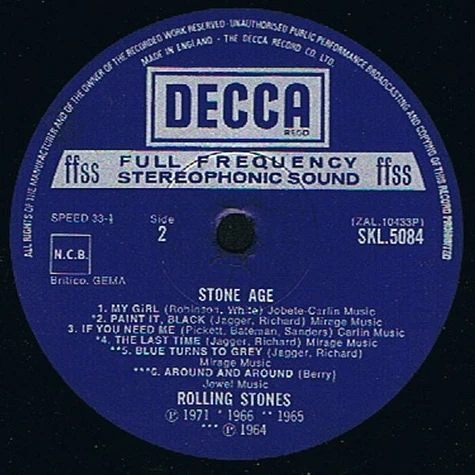 ALL RIGHTS OF THE MANUFACTURER AND OF THE OWNER OF THE RECORDED WORK RESERVED · UNAUTHORISED PUBLIC PERFORMANCE BROADCASTING AND COPYING OF THIS RECORD PROHIBITED
MADE IN ENGLAND · THE DECCA RECORD CO. LTD.
DECCA
REGD
ffss FULL FREQUENCY STEREOPHONIC SOUND ffss
SPEED 33⅓ Side 2 (ZAL.10433P)
SKL.5084
N.C.B.
Britico, GEMA
STONE AGE
1. MY GIRL (Robinson, White) Jobete-Carlin Music
*2. PAINT IT, BLACK (Jagger, Richard) Mirage Music
3. IF YOU NEED ME (Pickett, Bateman, Sanders) Carlin Music
*4. THE LAST TIME (Jagger, Richard) Mirage Music
**5. BLUE TURNS TO GREY (Jagger, Richard)
Mirage Music
***6. AROUND AND AROUND (Berry)
Jewel Music
ROLLING STONES
℗ 1971 * 1966 ** 1965
*** ℗ 1964